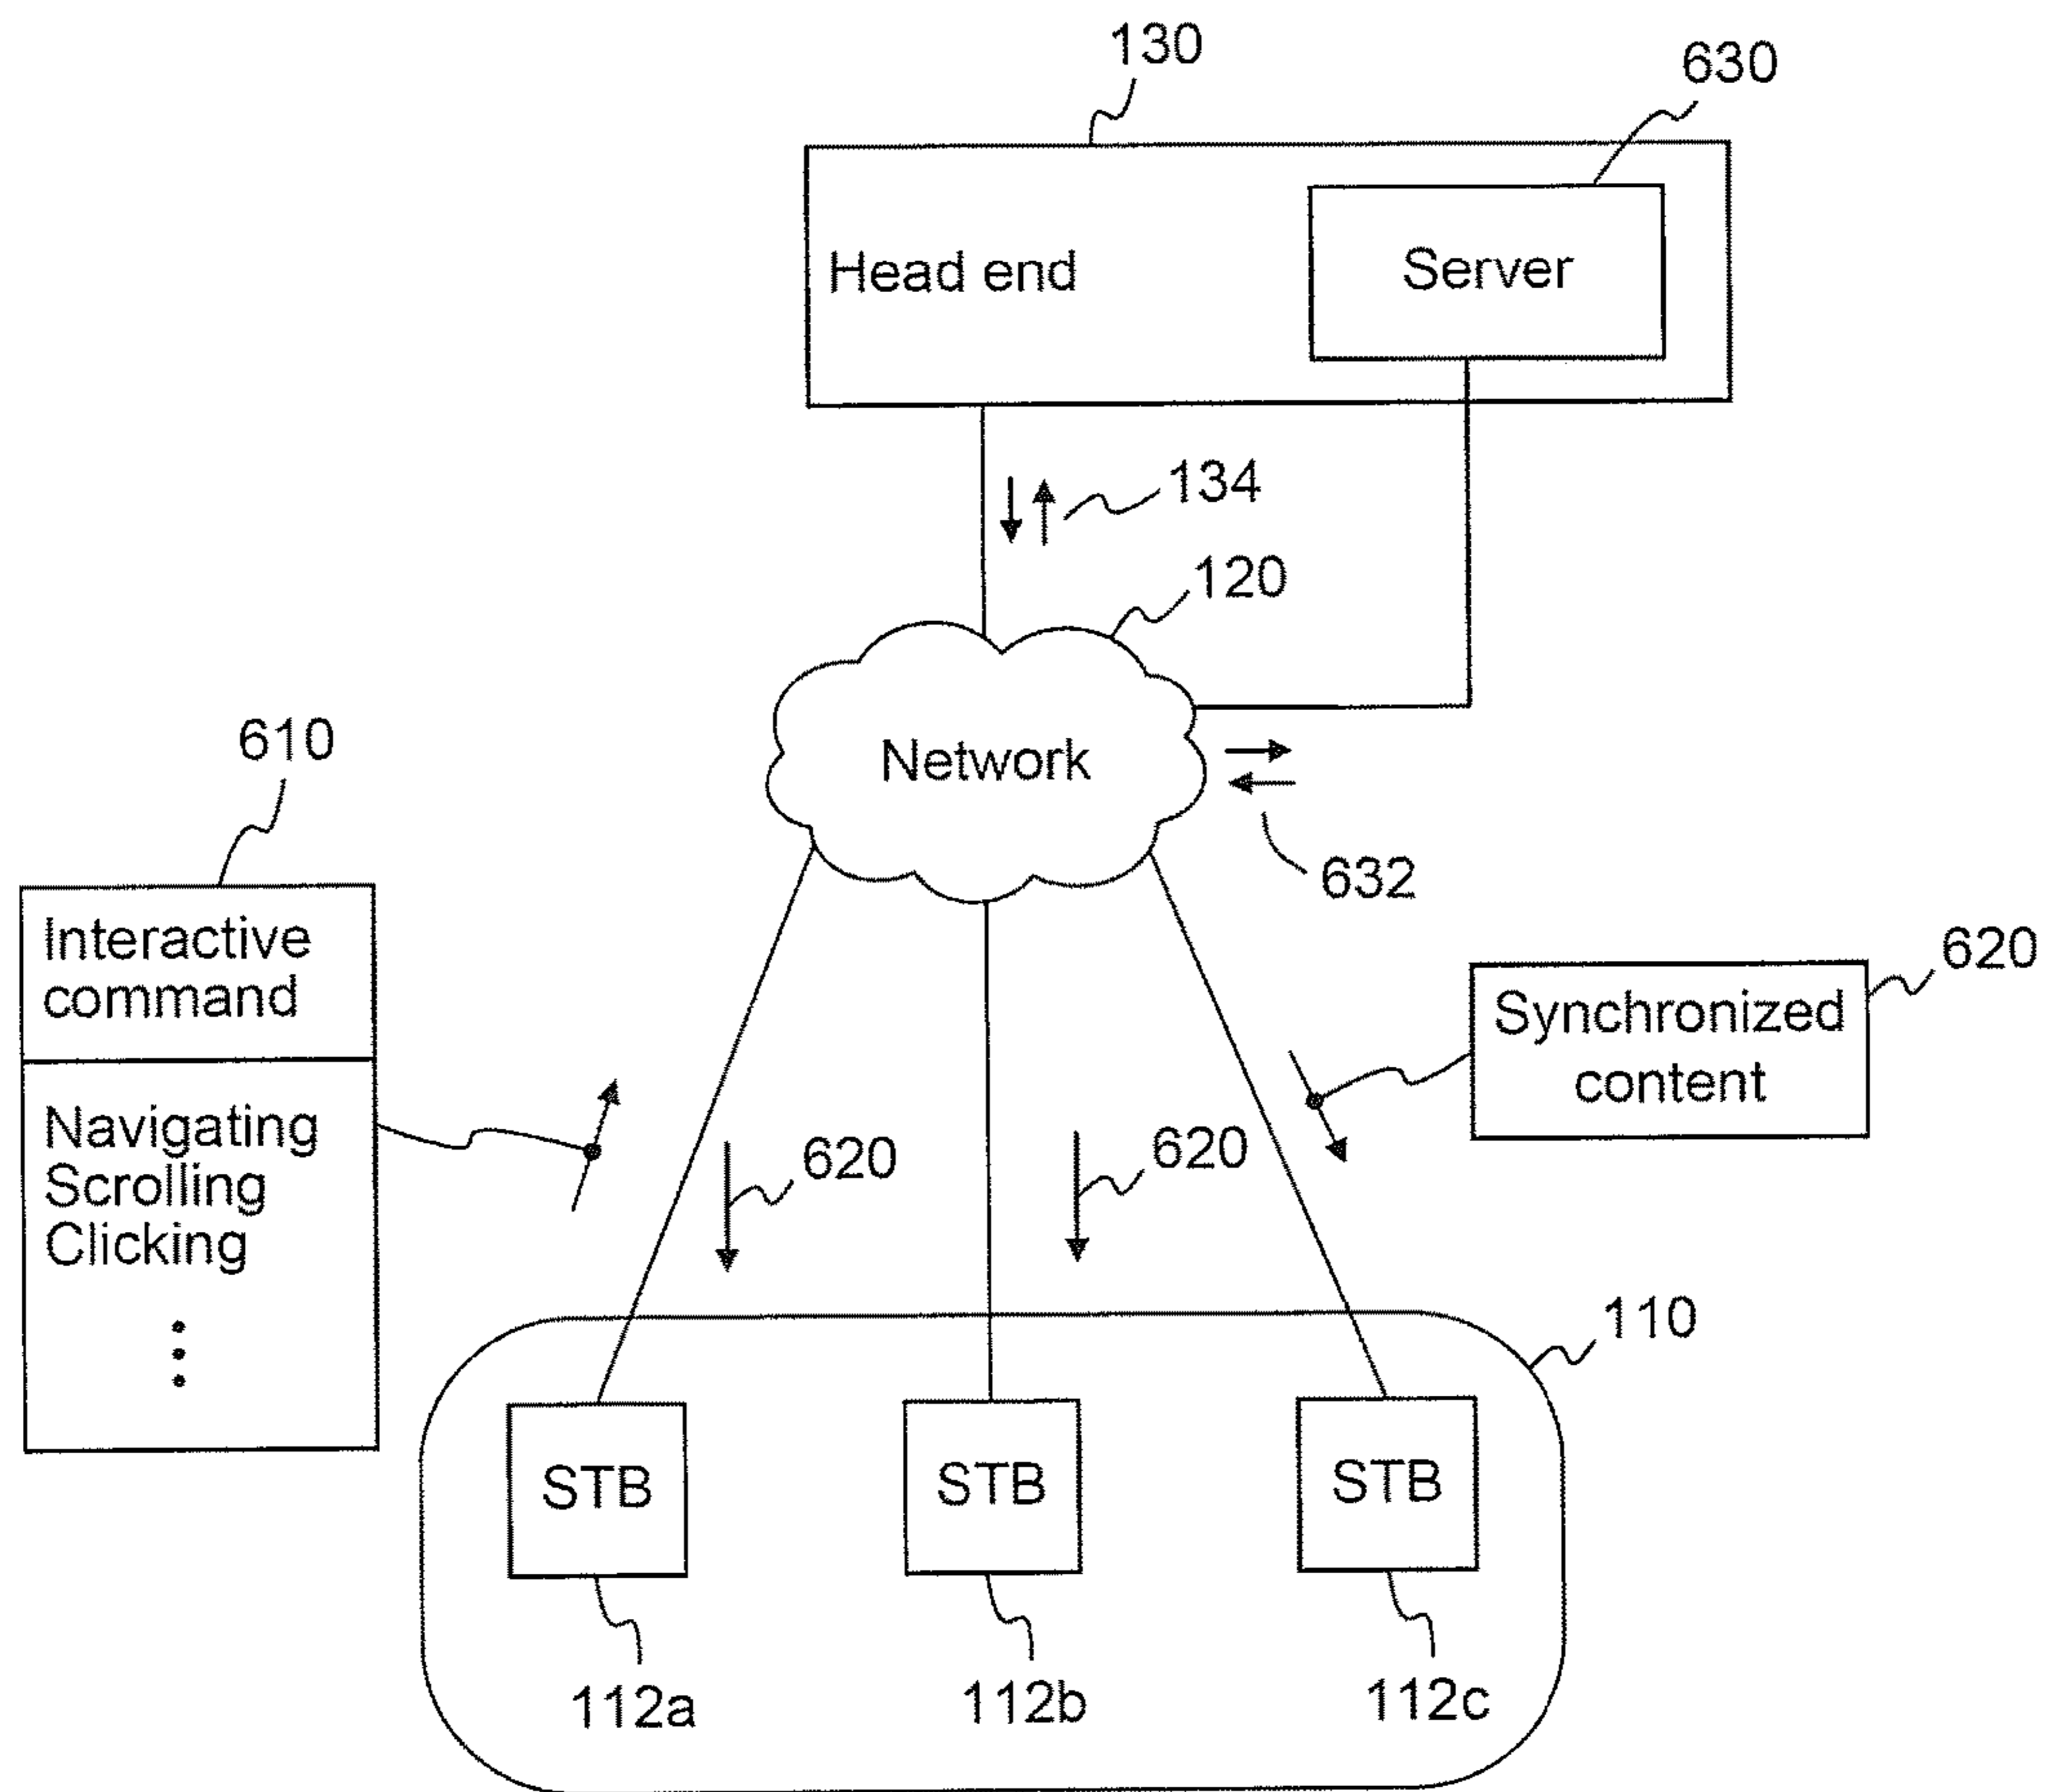 130
630
Head end
Server
134
120
610
Network
632
Interactive
command
620
Synchronized
content
Navigating
Scrolling
Clicking
620
620
110
STB
STB
STB
112a
112b
112c